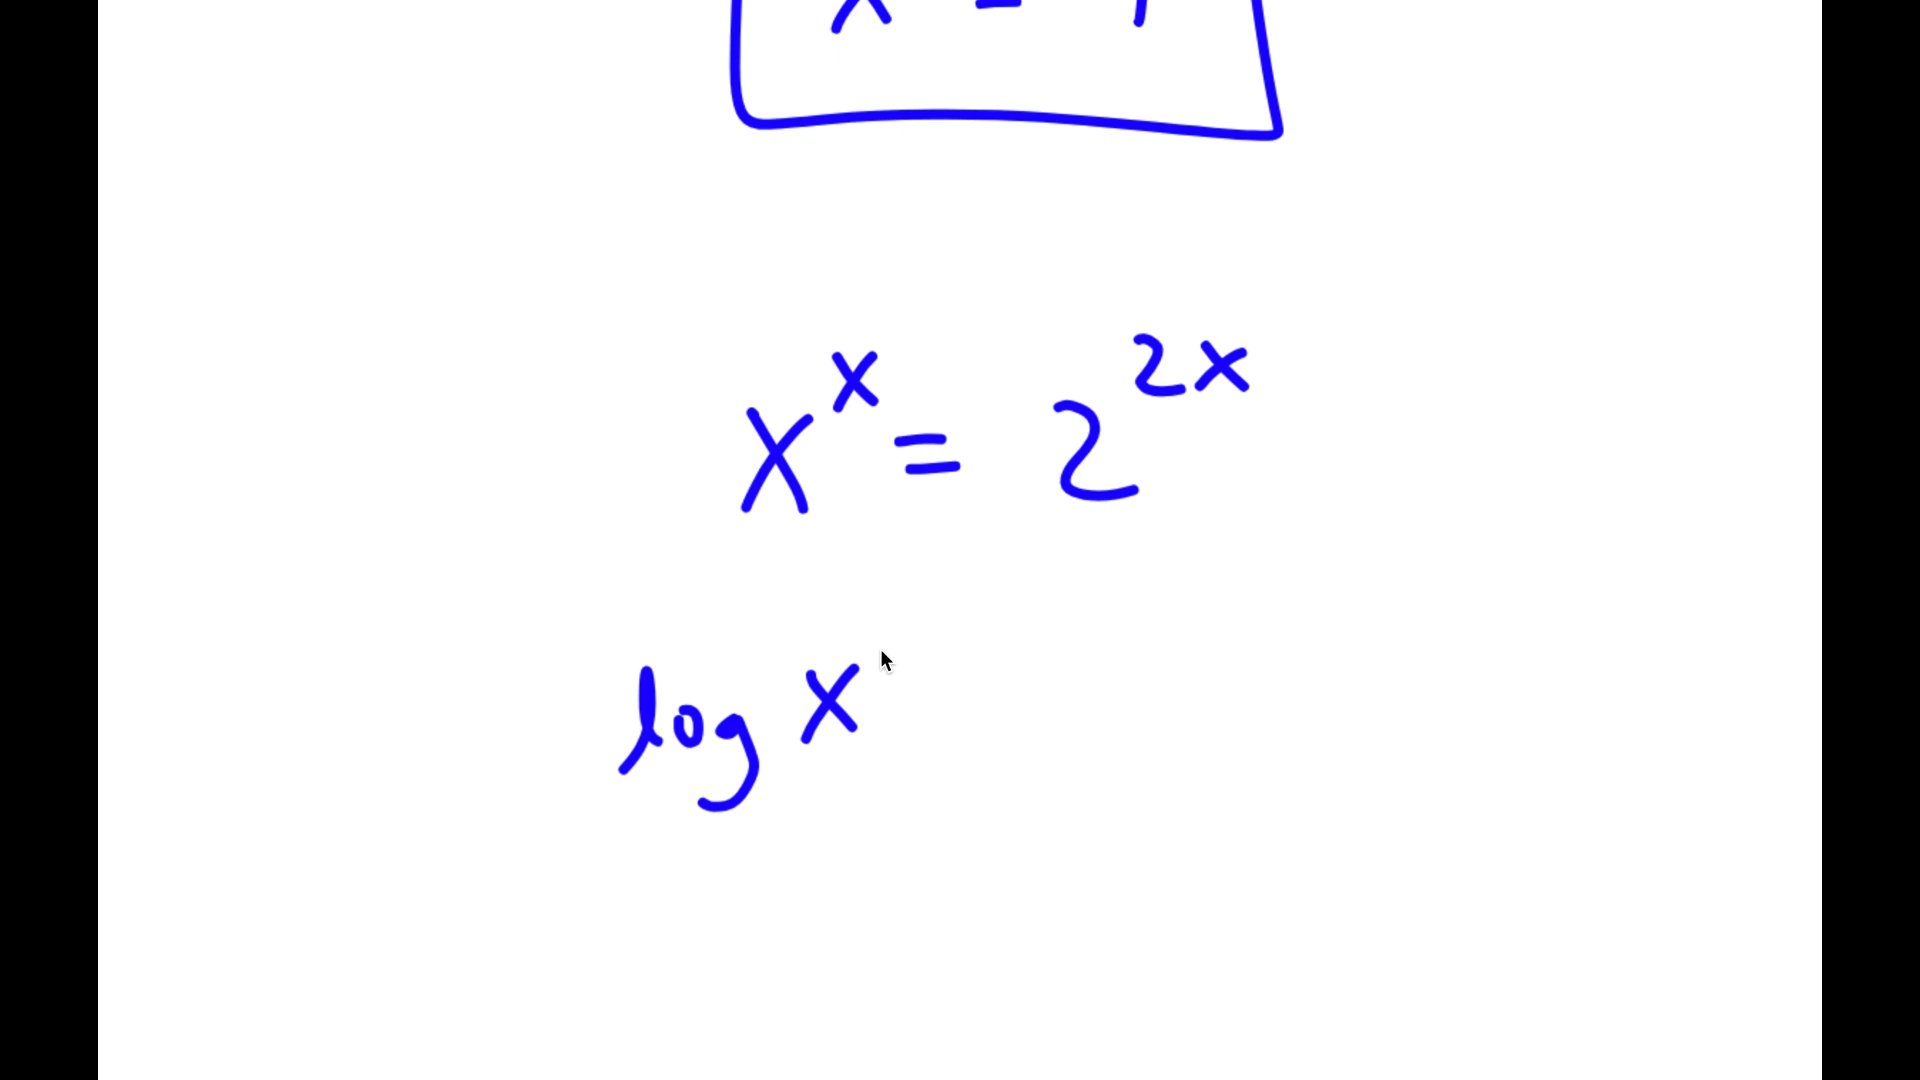 x =
x^x = 2^{2x}
log x